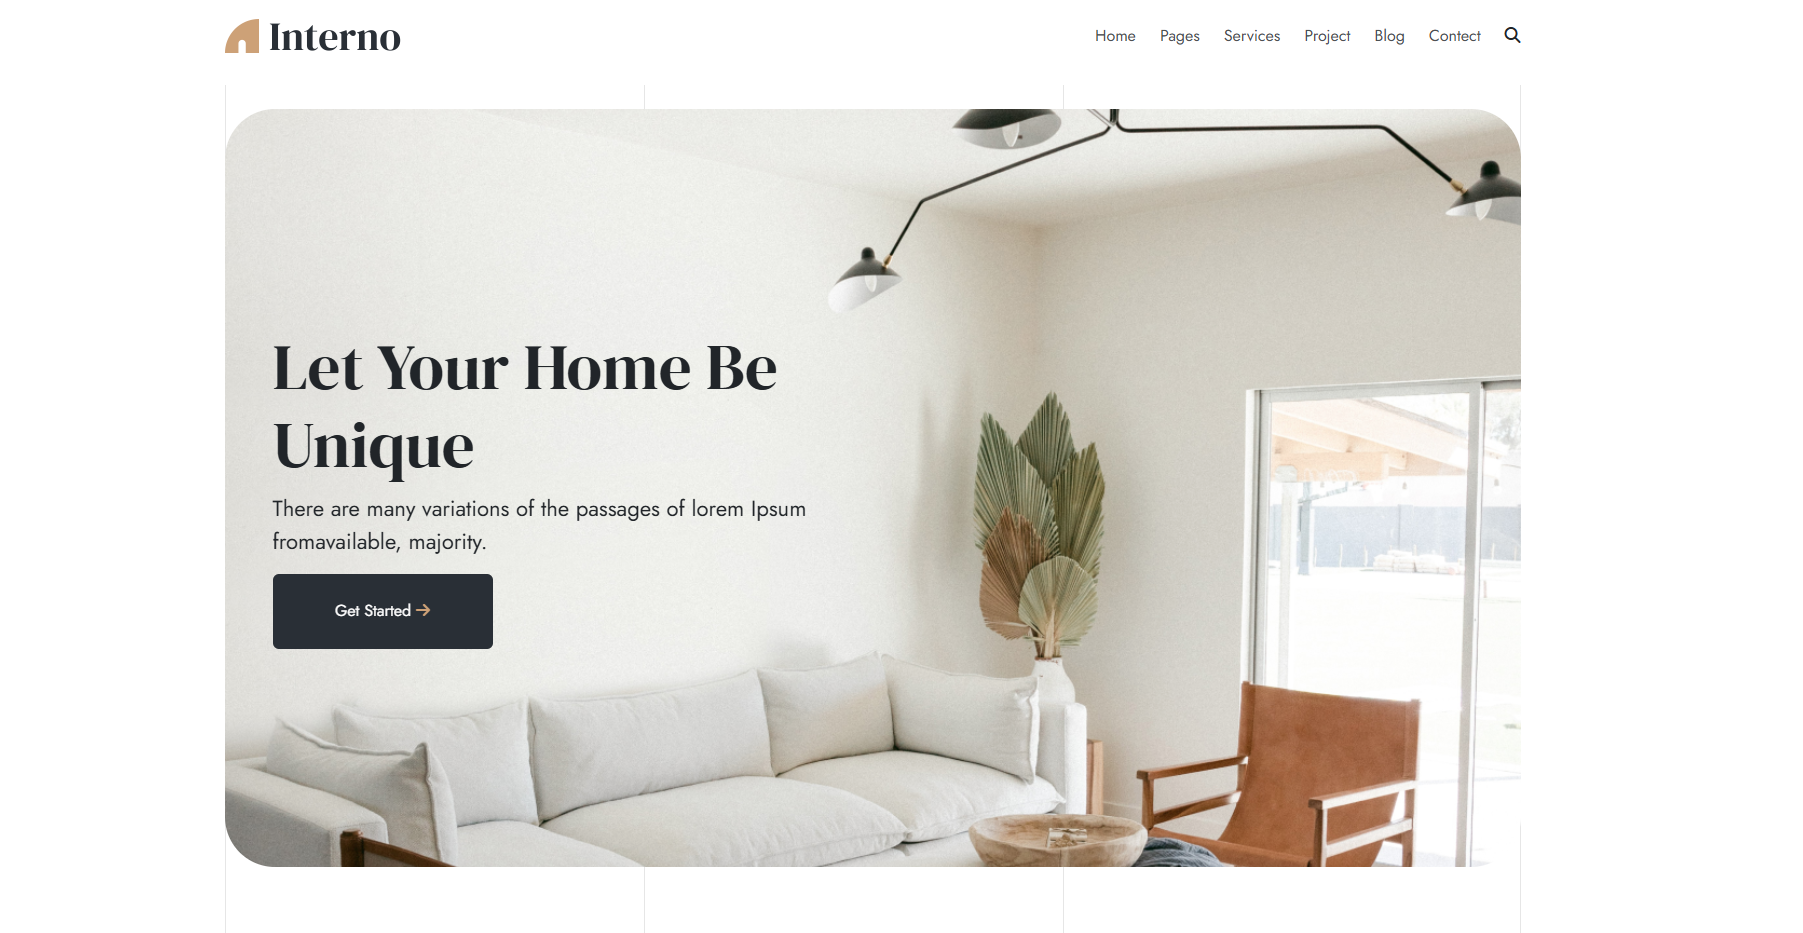 Interno
Home Pages Services Project Blog Contect
Let Your Home Be
Unique
There are many variations of the passages of lorem Ipsum
fromavailable, majority.
Get Started